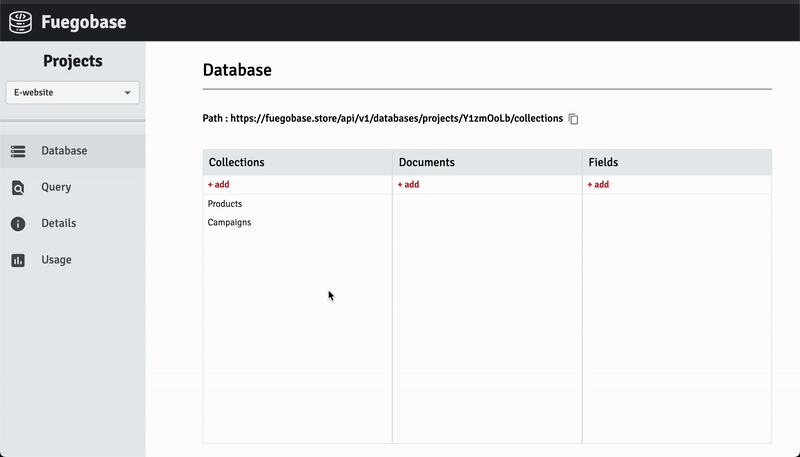 Fuegobase
Projects
E-website
Database
Query
Details
Usage
Database
Path : https://fuegobase.store/api/v1/databases/projects/Y1zmOoLb/collections
Collections Documents Fields
+ add + add + add
Products
Campaigns